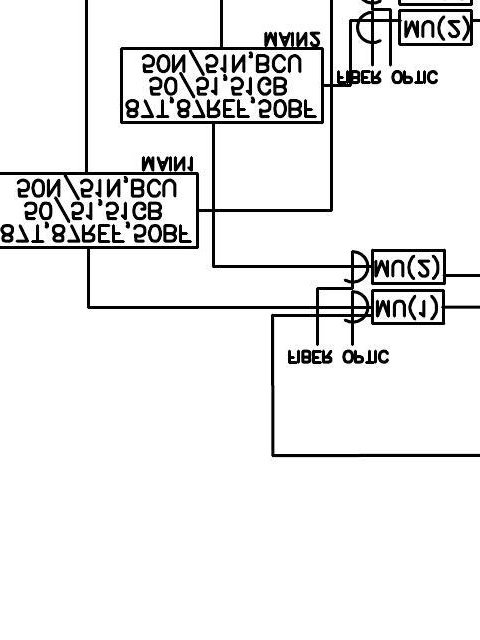 FIBER OPTIC
MU(1)
MU(2)
87T,87REF,50BF
50/51,51GB
50N/51N,BCU
MAIN1
87T,87REF,50BF
50/51,51GB
50N/51N,BCU
MAIN2
FIBER OPTIC
MU(2)